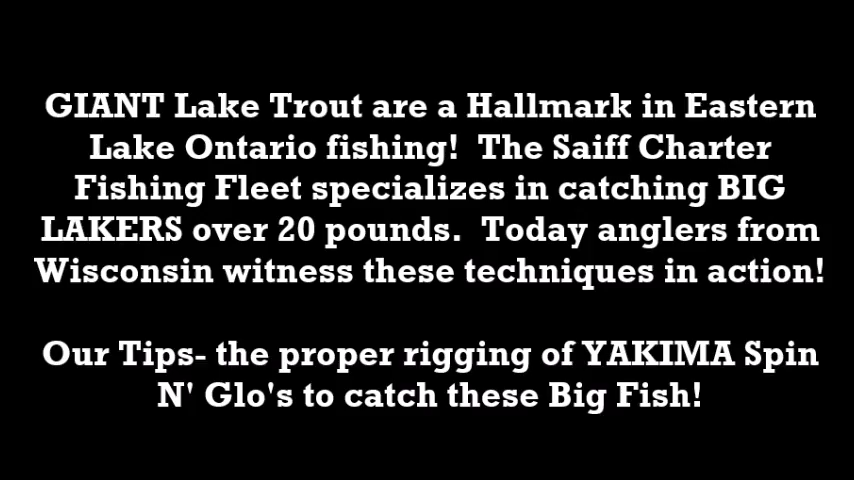 GIANT Lake Trout are a Hallmark in Eastern
Lake Ontario fishing!  The Saiff Charter
Fishing Fleet specializes in catching BIG
LAKERS over 20 pounds.  Today anglers from
Wisconsin witness these techniques in action!
Our Tips- the proper rigging of YAKIMA Spin
N' Glo's to catch these Big Fish!